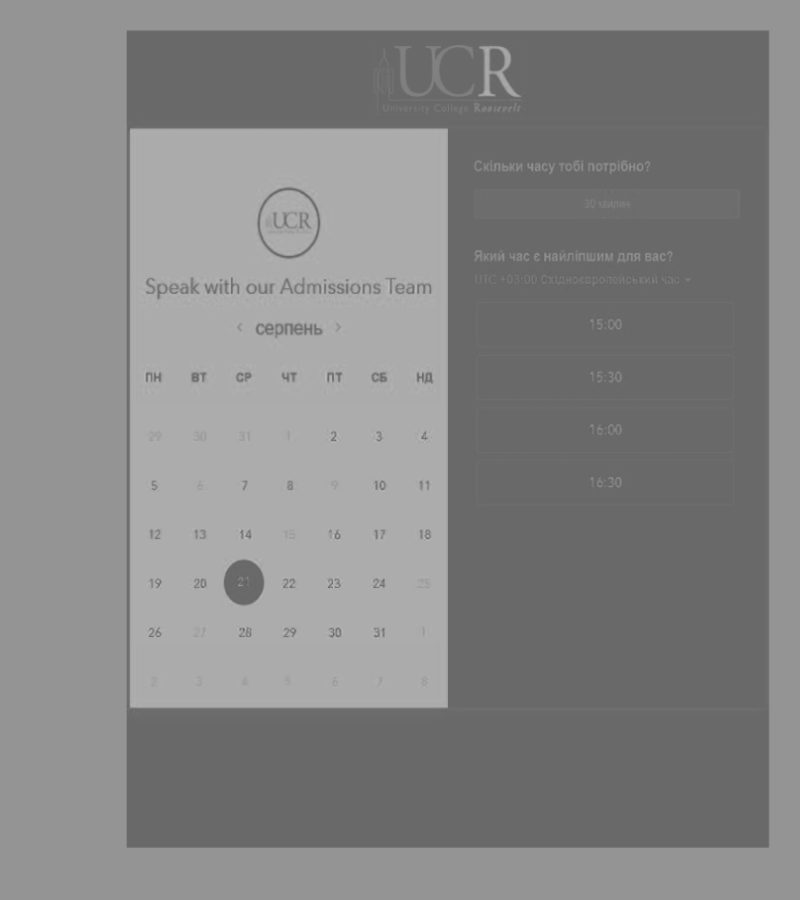 UCR
University College Roosevelt
UCR
Speak with our Admissions Team
‹ серпень ›
ПН ВТ СР ЧТ ПТ СБ НД
29 30 31 1 2 3 4
5 6 7 8 9 10 11
12 13 14 15 16 17 18
19 20 21 22 23 24 25
26 27 28 29 30 31 1
2 3 4 5 6 7 8
Скільки часу тобі потрібно?
30 хвилин
Який час є найліпшим для вас?
UTC +03:00 Східноєвропейський час
15:00
15:30
16:00
16:30